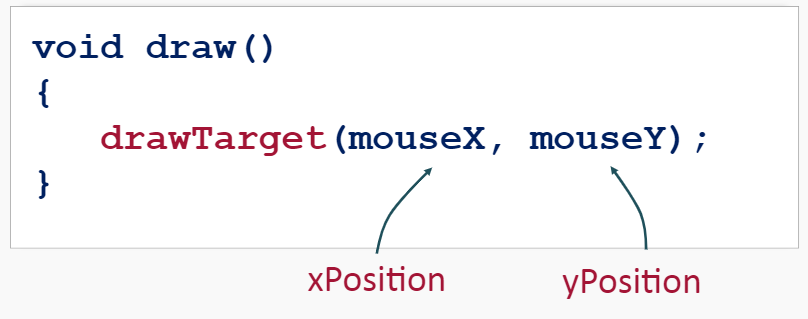 void draw()
{
drawTarget(mouseX, mouseY);
}
xPosition
yPosition